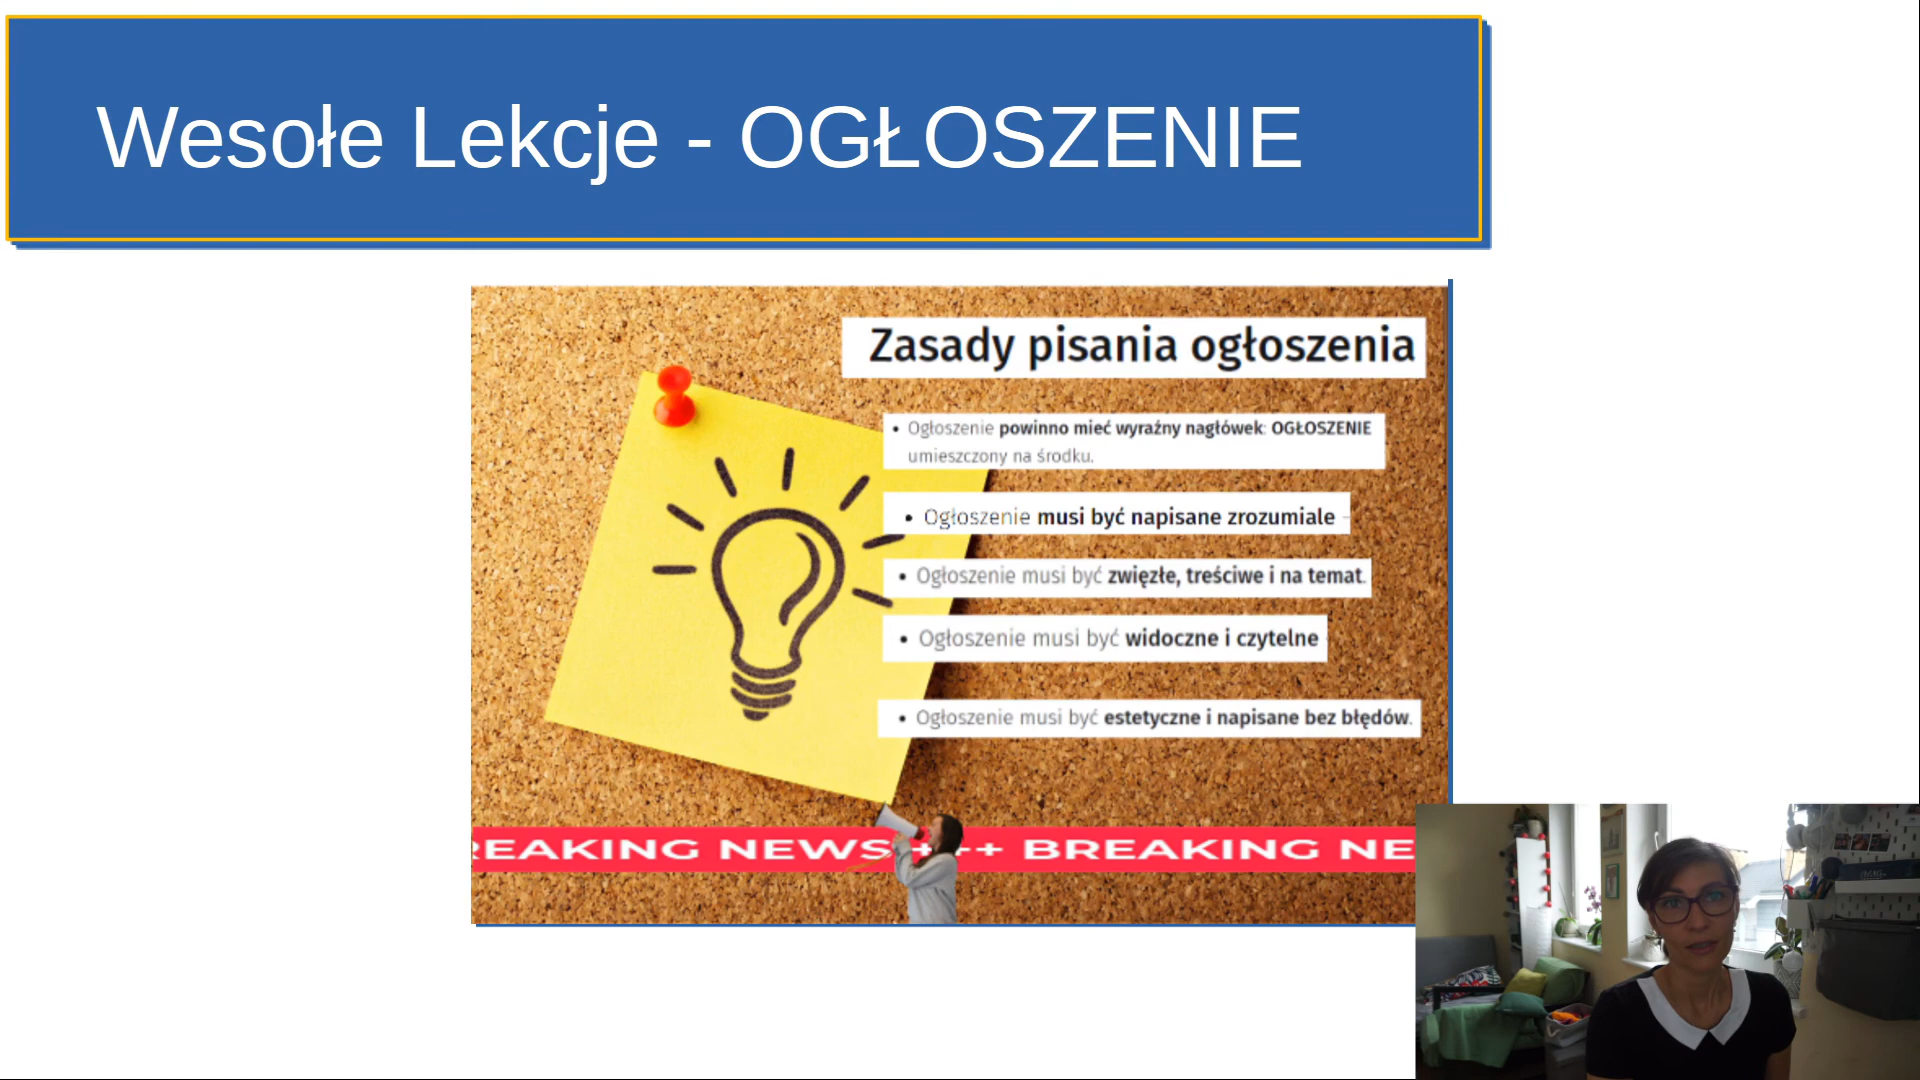 Wesołe Lekcje - OGŁOSZENIE
Zasady pisania ogłoszenia
• Ogłoszenie powinno mieć wyraźny nagłówek: OGŁOSZENIE
umieszczony na środku.
• Ogłoszenie musi być napisane zrozumiale -
• Ogłoszenie musi być zwięzłe, treściwe i na temat.
• Ogłoszenie musi być widoczne i czytelne
• Ogłoszenie musi być estetyczne i napisane bez błędów.
REAKING NEWS +++ BREAKING NE